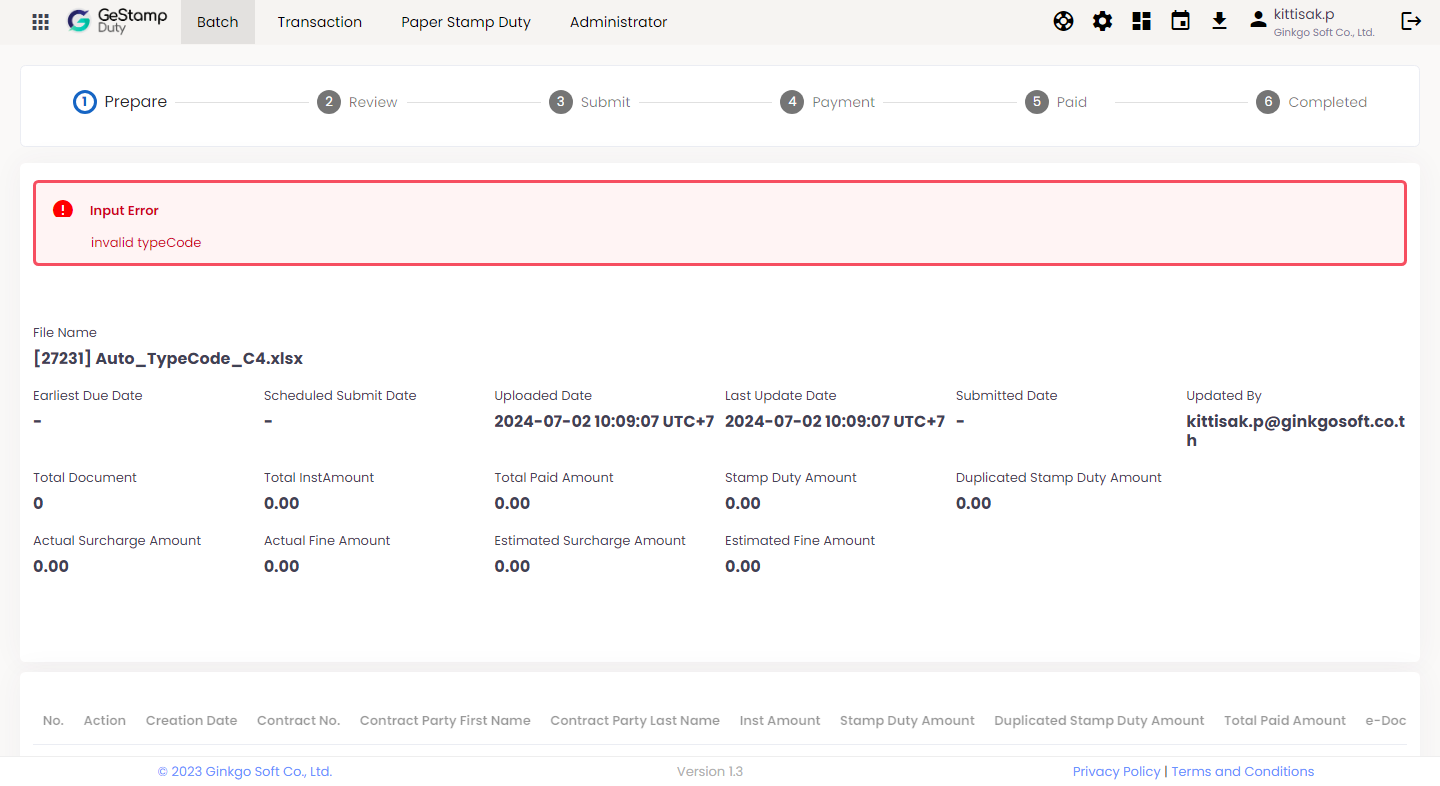 GeStamp
Duty
Batch
Transaction
Paper Stamp Duty
Administrator
kittisak.p
Ginkgo Soft Co., Ltd.
1 Prepare
2 Review
3 Submit
4 Payment
5 Paid
6 Completed
Input Error
invalid typeCode
File Name
[27231] Auto_TypeCode_C4.xlsx
Earliest Due Date
-
Scheduled Submit Date
-
Uploaded Date
2024-07-02 10:09:07 UTC+7
Last Update Date
2024-07-02 10:09:07 UTC+7
Submitted Date
-
Updated By
kittisak.p@ginkgosoft.co.t
h
Total Document
0
Total InstAmount
0.00
Total Paid Amount
0.00
Stamp Duty Amount
0.00
Duplicated Stamp Duty Amount
0.00
Actual Surcharge Amount
0.00
Actual Fine Amount
0.00
Estimated Surcharge Amount
0.00
Estimated Fine Amount
0.00
No. Action Creation Date Contract No. Contract Party First Name Contract Party Last Name Inst Amount Stamp Duty Amount Duplicated Stamp Duty Amount Total Paid Amount e-Doc
© 2023 Ginkgo Soft Co., Ltd.
Version 1.3
Privacy Policy | Terms and Conditions